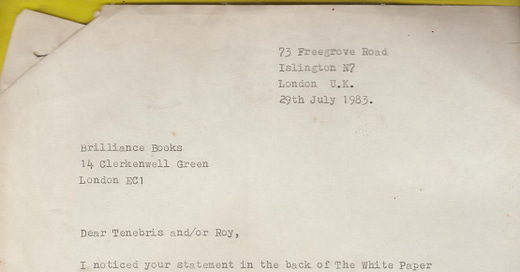 73 Freegrove Road
Islington N7
London U.K.
29th July 1983.
Brilliance Books
14 Clerkenwell Green
London EC1
Dear Tenebris and/or Roy,
I noticed your statement in the back of The White Paper